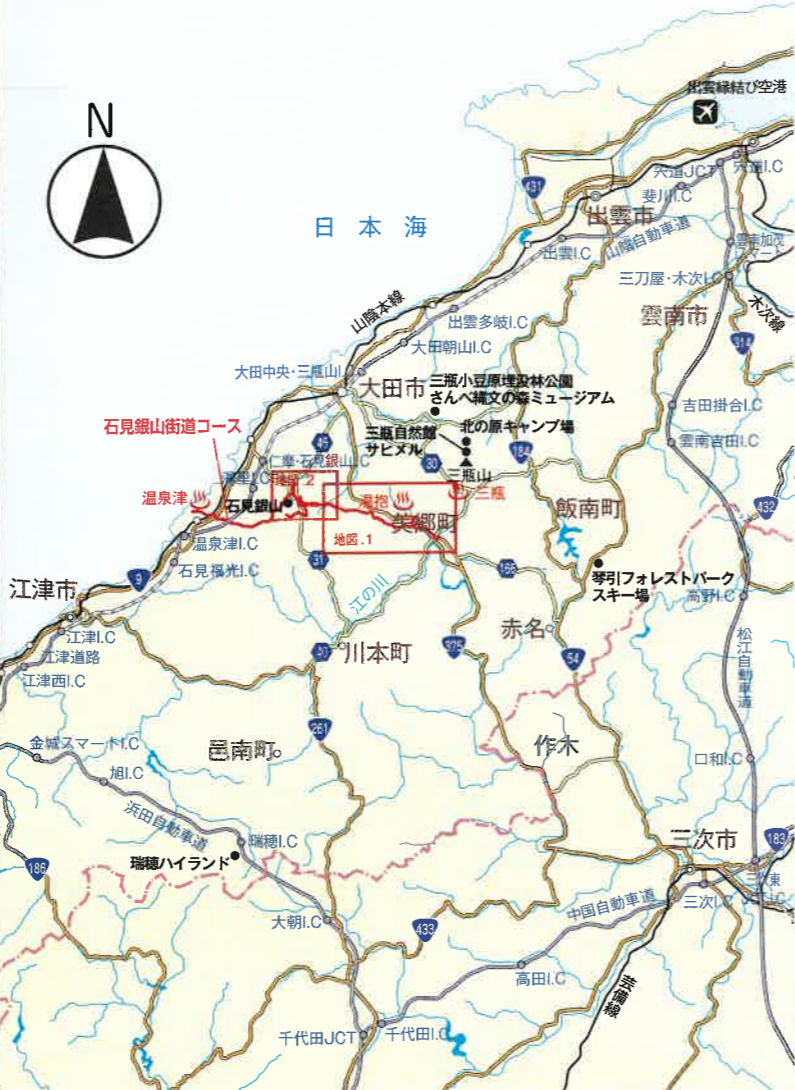 N
出雲縁結び空港
日本海
431
宍道JCT
宍道I.C
斐川I.C
出雲市
出雲I.C
山陰自動車道
三刀屋・木次I.C
雲南市
木次線
314
山陰本線
出雲多岐I.C
大田朝山I.C
大田中央・三瓶山I.
大田市
三瓶小豆原埋没林公園
さんべ縄文の森ミュージアム
吉田掛合I.C
石見銀山街道コース
46
三瓶自然館
サヒメル
北の原キャンプ場
184
雲南吉田I.C
仁摩・石見銀山I.C
30
三瓶山
432
温泉津
石見銀山
湯抱
三瓶
美郷町
飯南町
地図.1
温泉津I.C
石見福光I.C
31
166
琴引フォレストパーク
スキー場
高野I.C
江津市
9
江の川
赤名
松江自動車道
江津I.C
江津道路
江津西I.C
40
川本町
375
54
261
金城スマートI.C
邑南町
作木
口和I.C
旭I.C
浜田自動車道
瑞穂I.C
瑞穂ハイランド
三次市
183
186
大朝I.C
433
中国自動車道
三次I.C
高田I.C
芸備線
千代田JCT
千代田I.C